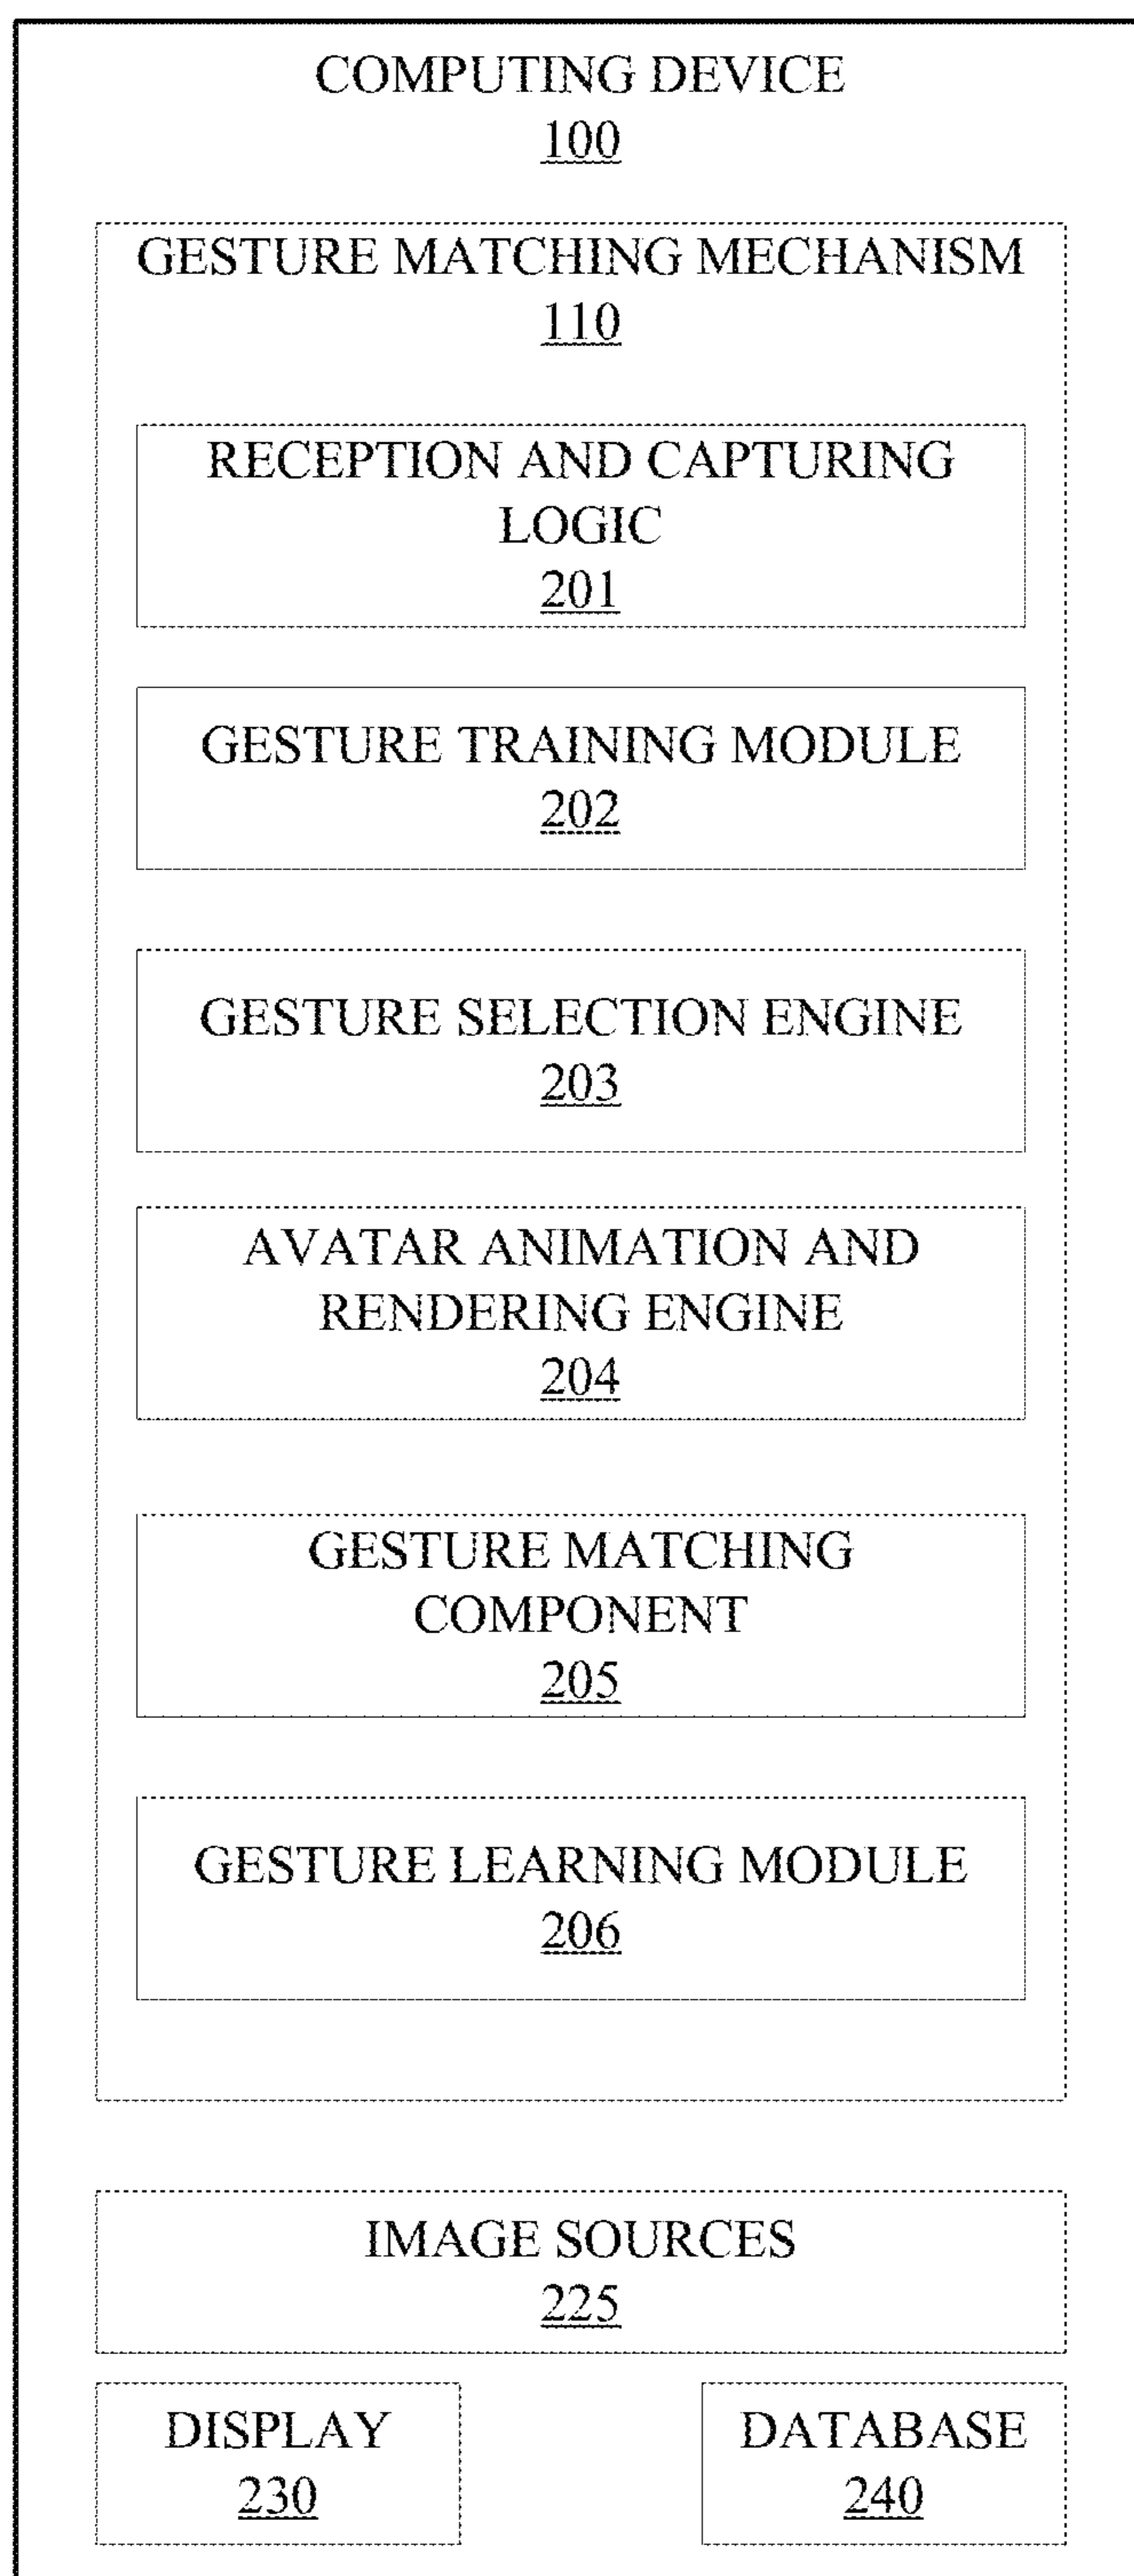 COMPUTING DEVICE
100
GESTURE MATCHING MECHANISM
110
RECEPTION AND CAPTURING
LOGIC
201
GESTURE TRAINING MODULE
202
GESTURE SELECTION ENGINE
203
AVATAR ANIMATION AND
RENDERING ENGINE
204
GESTURE MATCHING
COMPONENT
205
GESTURE LEARNING MODULE
206
IMAGE SOURCES
225
DISPLAY
230
DATABASE
240